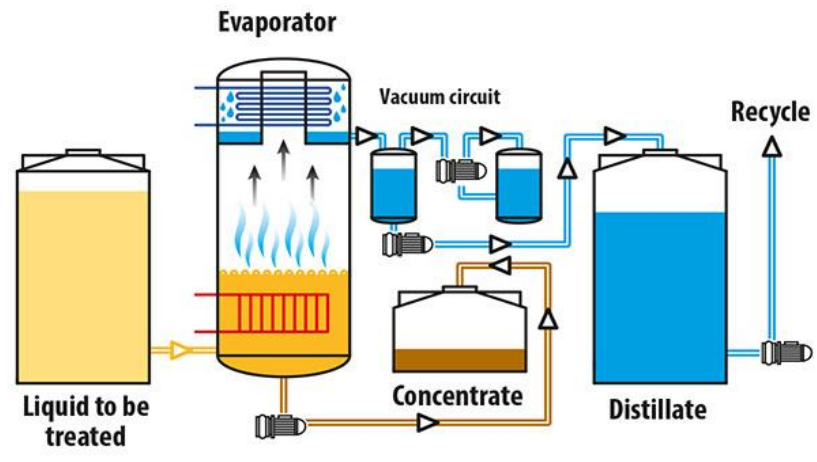 Evaporator
Vacuum circuit
Recycle
Liquid to be
treated
Concentrate
Distillate